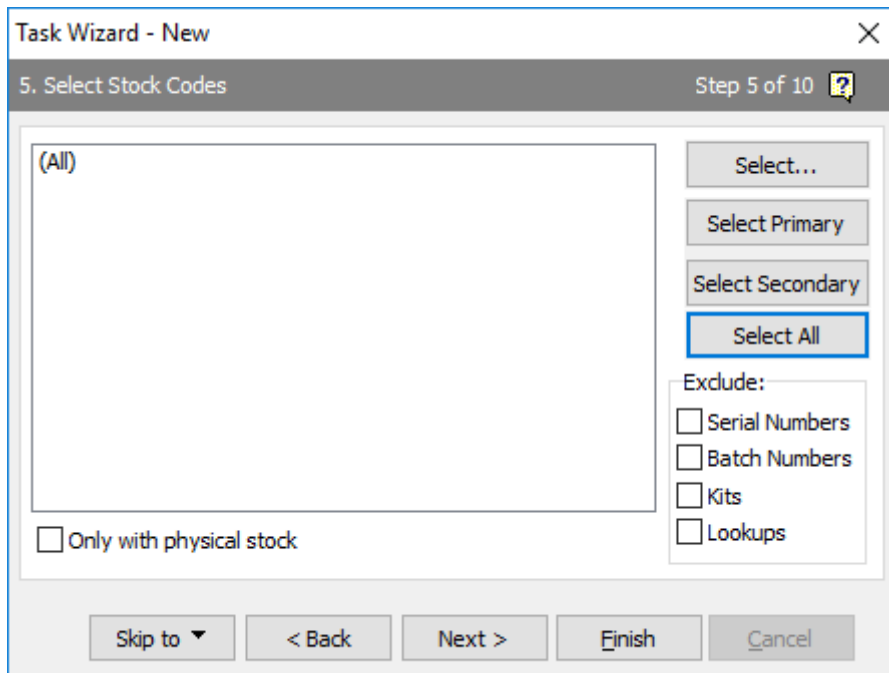 Task Wizard - New
5. Select Stock Codes
Step 5 of 10
?
(All)
Select...
Select Primary
Select Secondary
Select All
Exclude:
Serial Numbers
Batch Numbers
Kits
Lookups
Only with physical stock
Skip to
< Back
Next >
Finish
Cancel